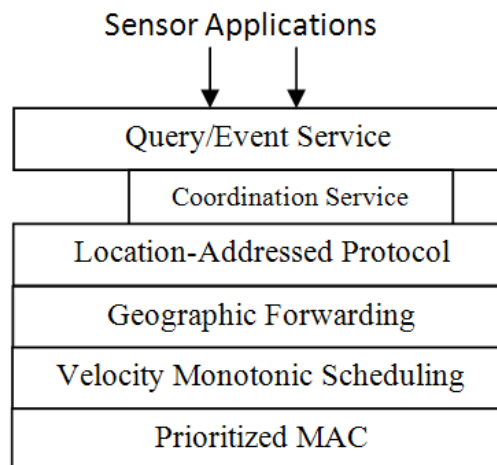 Sensor Applications
Query/Event Service
Coordination Service
Location-Addressed Protocol
Geographic Forwarding
Velocity Monotonic Scheduling
Prioritized MAC